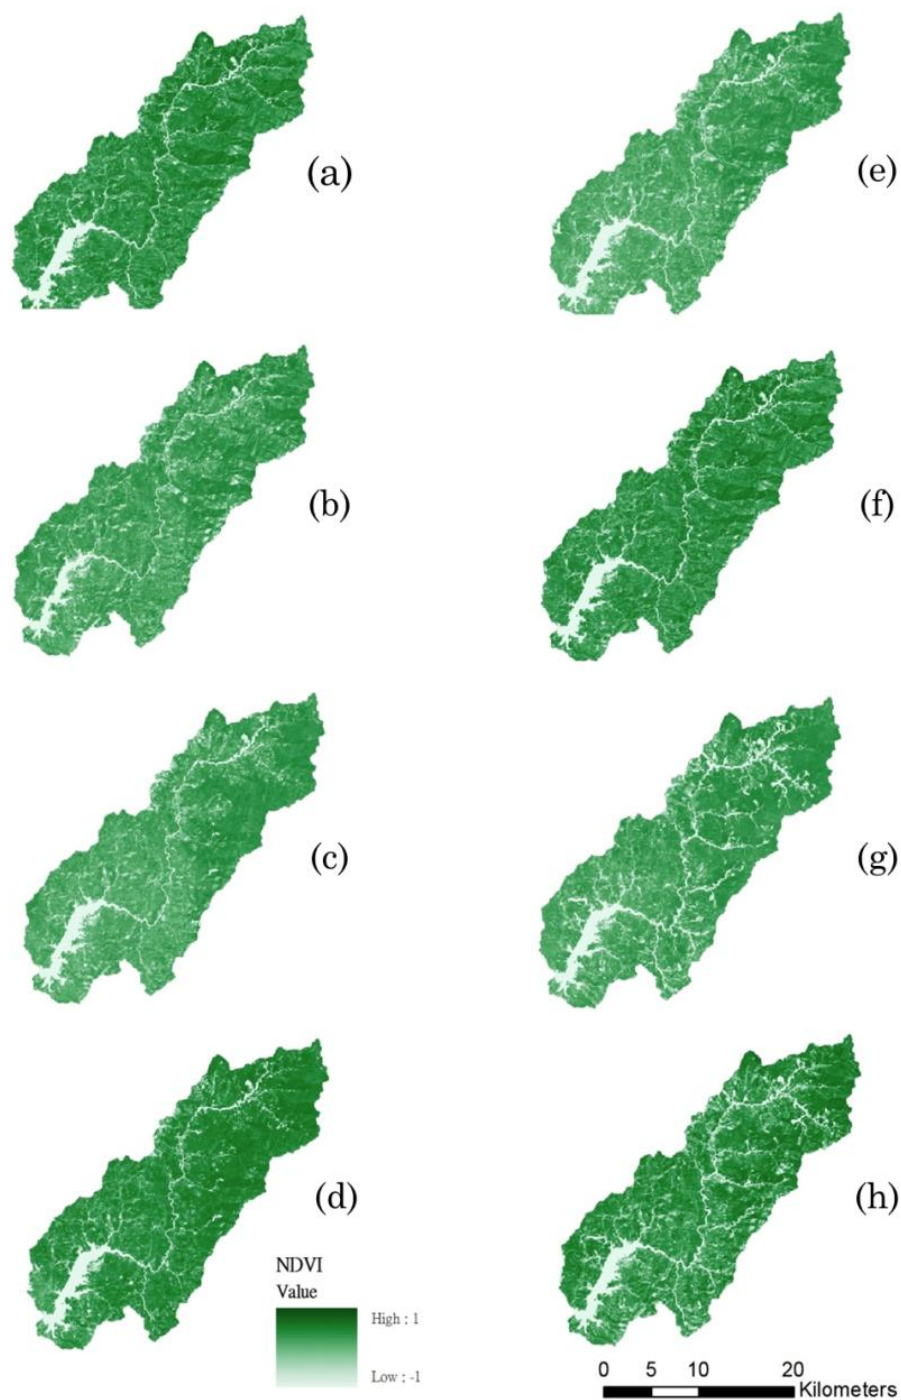 (a)
(e)
(b)
(f)
(c)
(g)
(d)
(h)
NDVI
Value
High : 1
Low : -1
0 5 10 20
Kilometers